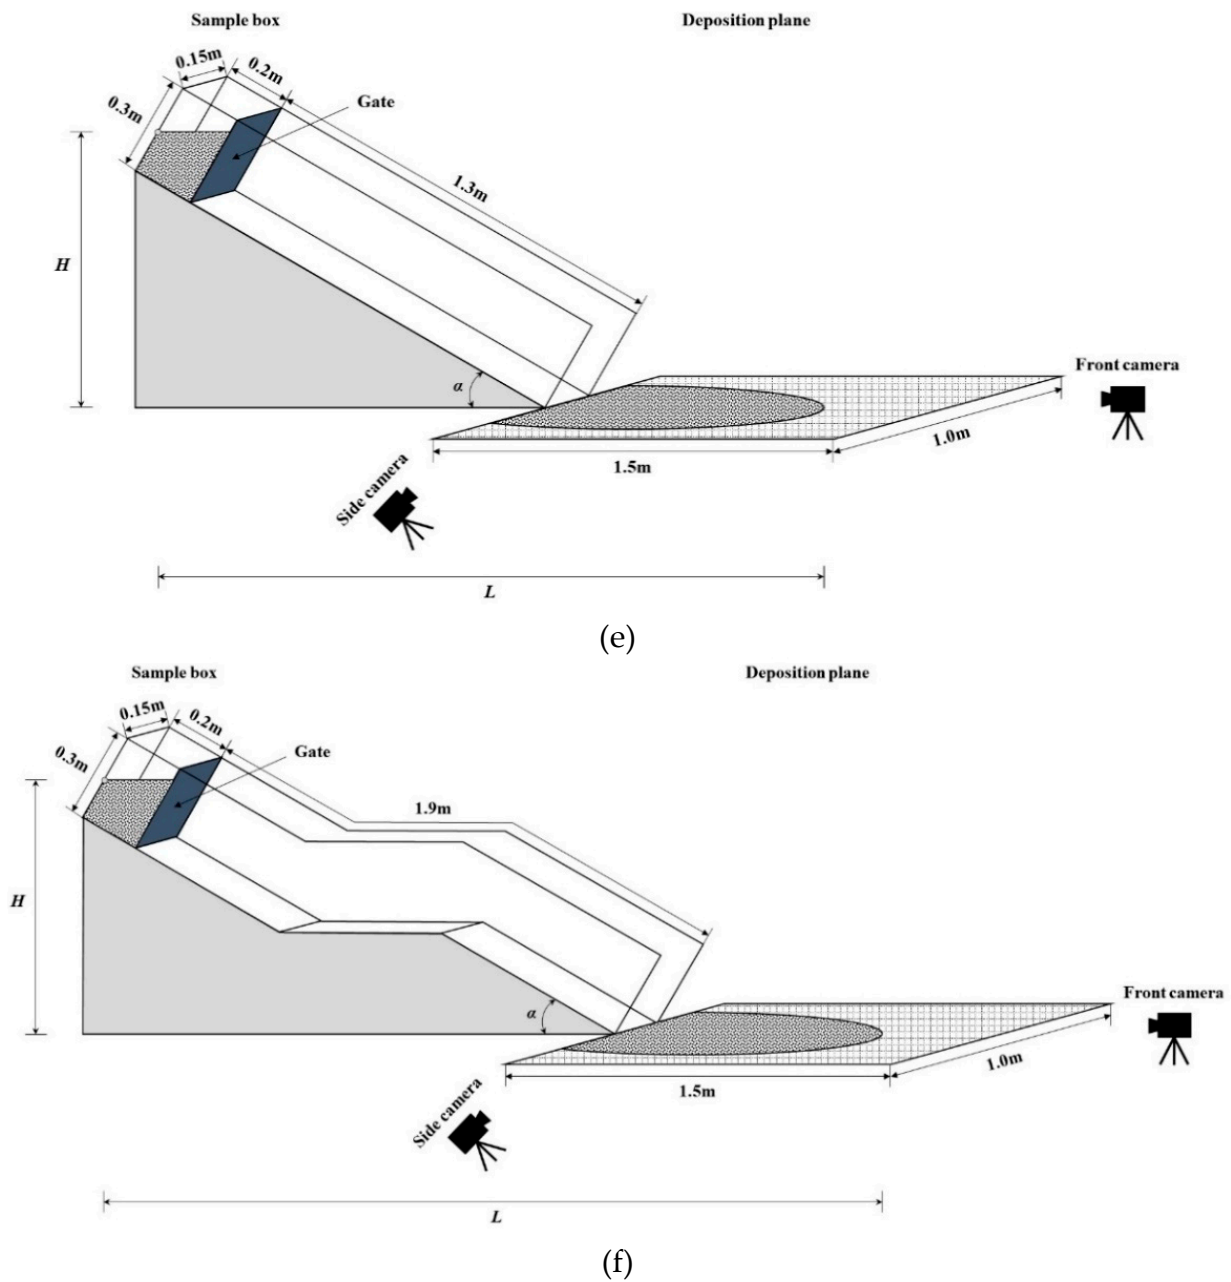 Sample box
Deposition plane
0.15m
0.2m
0.3m
Gate
1.3m
H
α
Front camera
1.0m
1.5m
Side camera
L
(e)
Sample box
Deposition plane
0.15m
0.2m
0.3m
Gate
1.9m
H
α
Front camera
1.0m
1.5m
Side camera
L
(f)